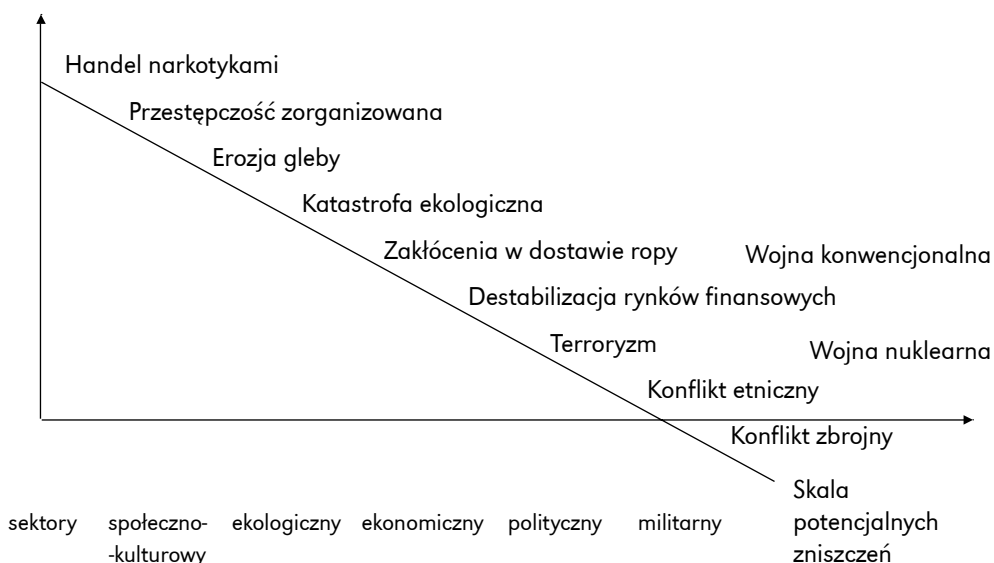 Handel narkotykami
Przestępczość zorganizowana
Erozja gleby
Katastrofa ekologiczna
Zakłócenia w dostawie ropy
Wojna konwencjonalna
Destabilizacja rynków finansowych
Terroryzm
Wojna nuklearna
Konflikt etniczny
Konflikt zbrojny
Skala
potencjalnych
zniszczeń
sektory
społeczno-
-kulturowy
ekologiczny
ekonomiczny
polityczny
militarny